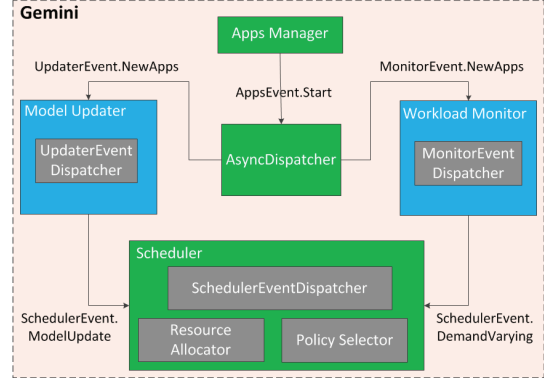 Gemini
Apps Manager
UpdaterEvent.NewApps
MonitorEvent.NewApps
AppsEvent.Start
Model Updater
UpdaterEvent
Dispatcher
AsyncDispatcher
Workload Monitor
MonitorEvent
Dispatcher
Scheduler
SchedulerEventDispatcher
SchedulerEvent.
ModelUpdate
Resource
Allocator
Policy Selector
SchedulerEvent.
DemandVarying